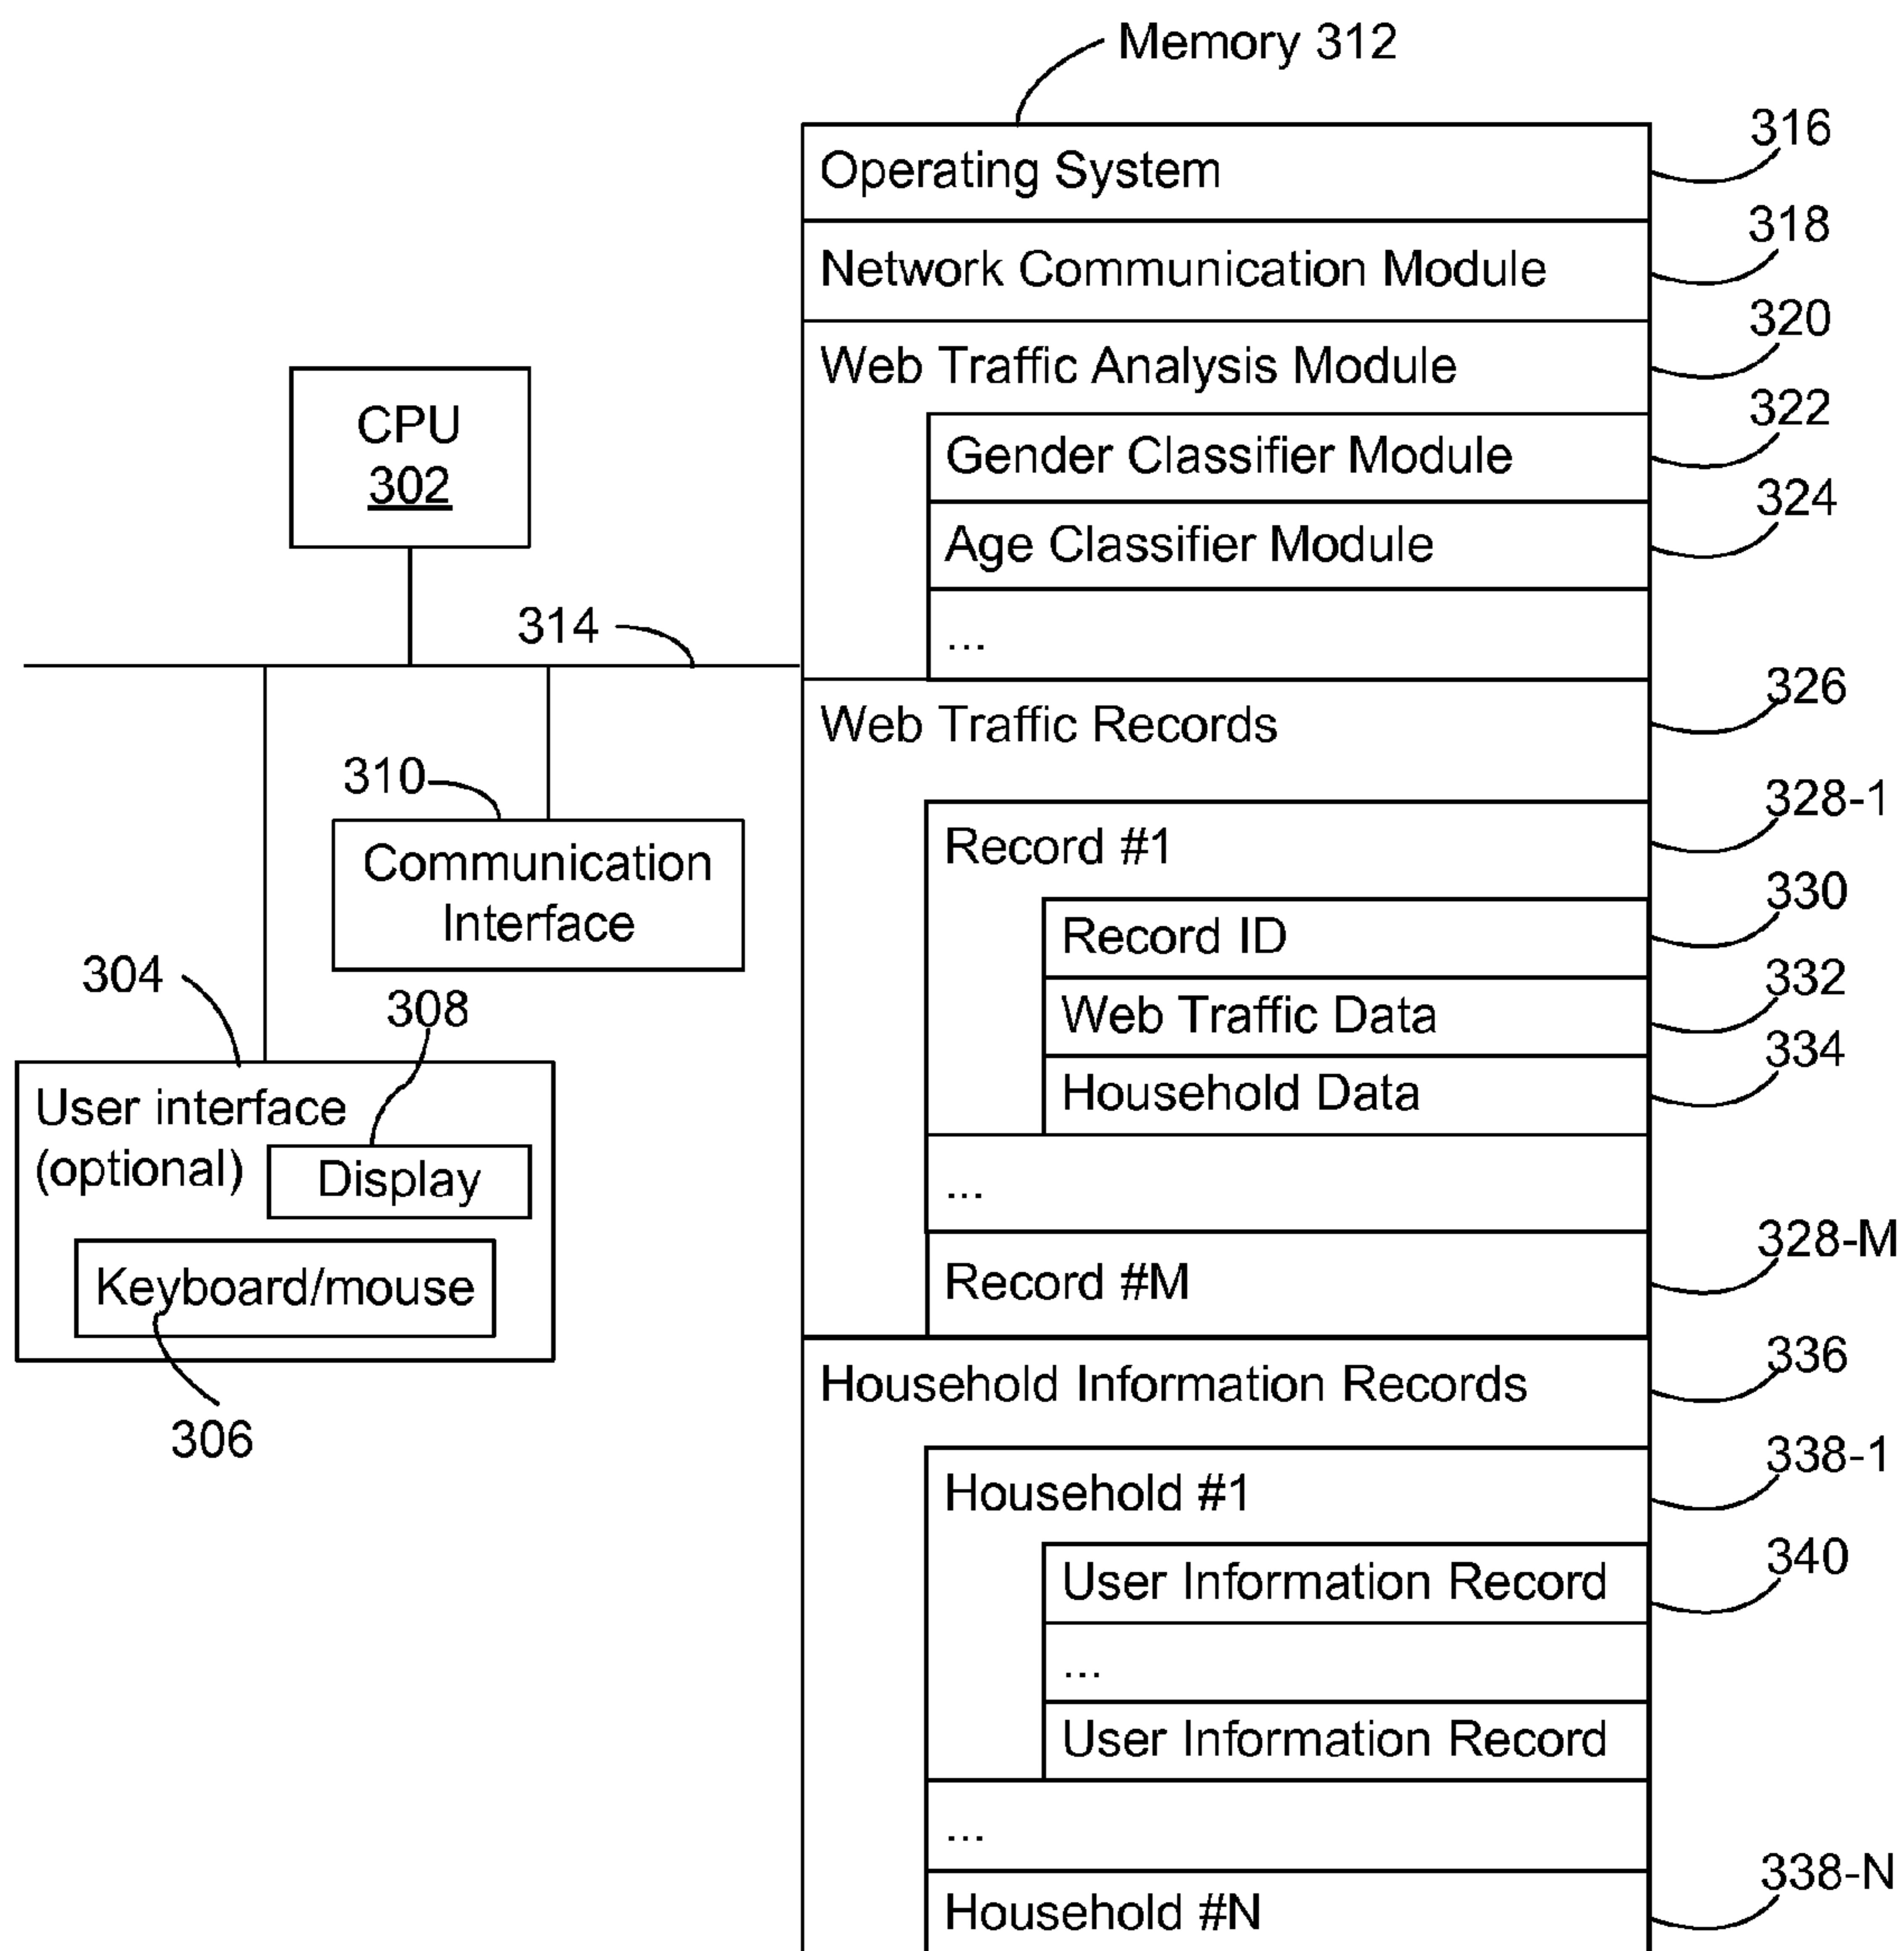 Memory 312
Operating System
316
Network Communication Module
318
Web Traffic Analysis Module
320
Gender Classifier Module
322
Age Classifier Module
324
...
Web Traffic Records
326
Record #1
328-1
Record ID
330
Web Traffic Data
332
Household Data
334
...
Record #M
328-M
Household Information Records
336
Household #1
338-1
User Information Record
340
...
User Information Record
...
Household #N
338-N
CPU
302
314
310
Communication
Interface
304
308
User interface
(optional)
Display
Keyboard/mouse
306